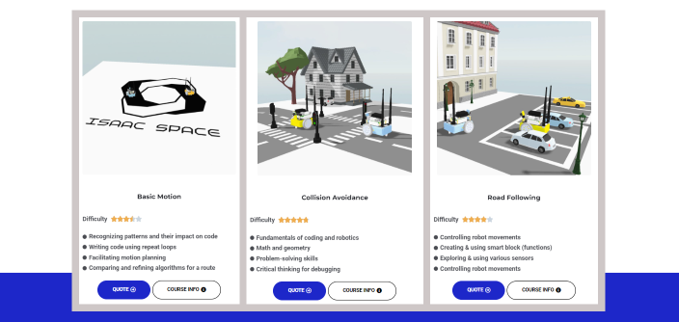 ISAAC SPACE
Basic Motion
Difficulty
Recognizing patterns and their impact on code
Writing code using repeat loops
Facilitating motion planning
Comparing and refining algorithms for a route
QUOTE
COURSE INFO
Collision Avoidance
Difficulty
Fundamentals of coding and robotics
Math and geometry
Problem-solving skills
Critical thinking for debugging
QUOTE
COURSE INFO
Road Following
Difficulty
Controlling robot movements
Creating & using smart block (functions)
Exploring & using various sensors
Controlling robot movements
QUOTE
COURSE INFO